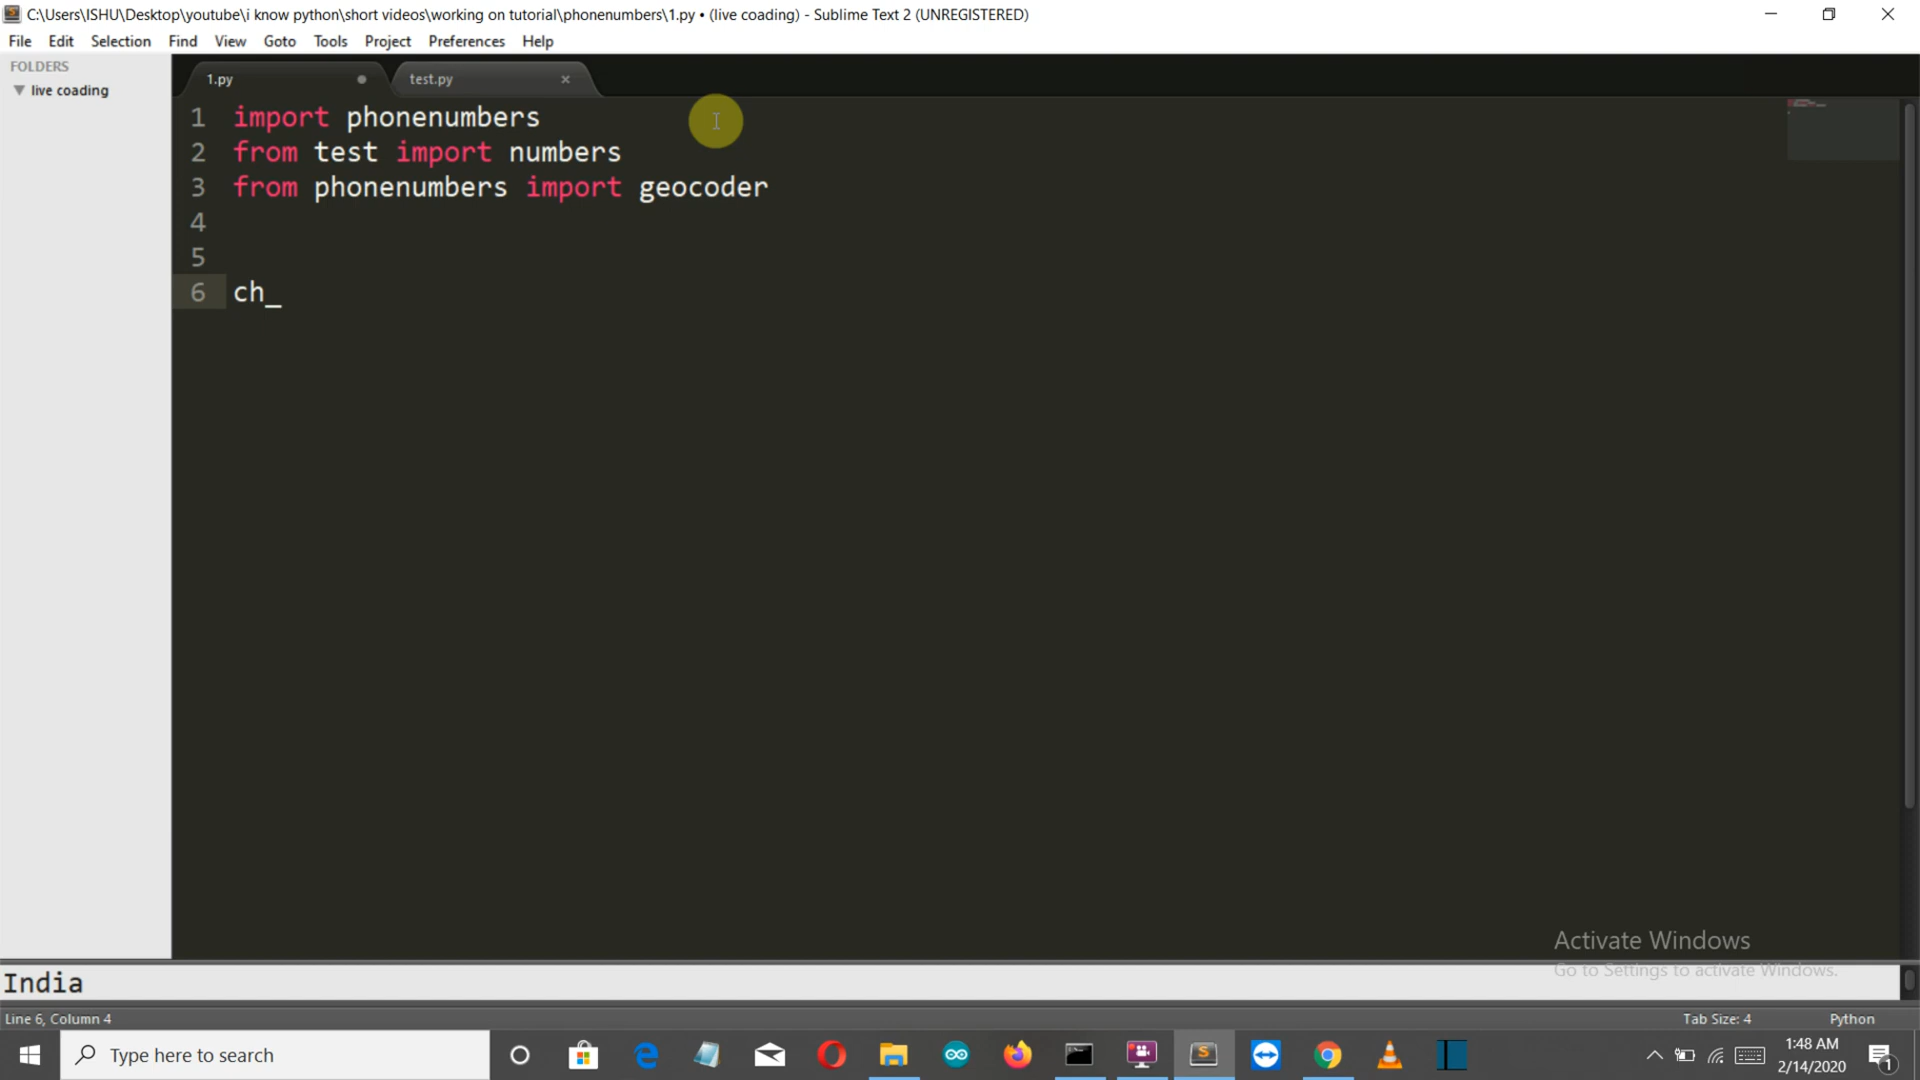 C:\Users\ISHU\Desktop\youtube\i know python\short videos\working on tutorial\phonenumbers\1.py • (live coading) - Sublime Text 2 (UNREGISTERED)
File Edit Selection Find View Goto Tools Project Preferences Help
FOLDERS
live coading
1.py test.py
1 import phonenumbers
2 from test import numbers
3 from phonenumbers import geocoder
4
5
6 ch_
Activate Windows
Go to Settings to activate Windows.
India
Line 6, Column 4 Tab Size: 4 Python
Type here to search
1:48 AM
2/14/2020
1